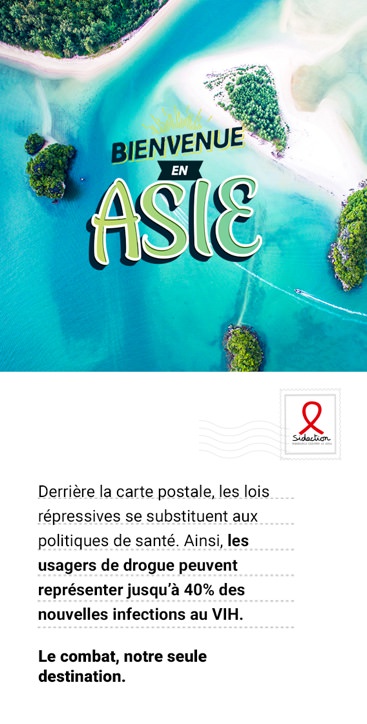 BIENVENUE
EN
ASIE
Sidaction
Derrière la carte postale, les lois
répressives se substituent aux
politiques de santé. Ainsi, les
usagers de drogue peuvent
représenter jusqu'à 40% des
nouvelles infections au VIH.
Le combat, notre seule
destination.